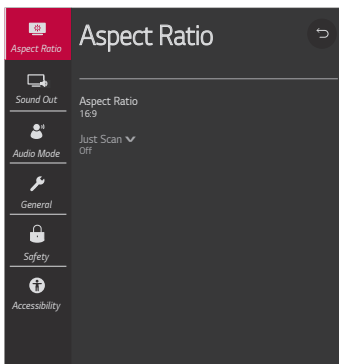 Aspect Ratio
Sound Out
Audio Mode
General
Safety
Accessibility
Aspect Ratio
Aspect Ratio
16:9
Just Scan
Off